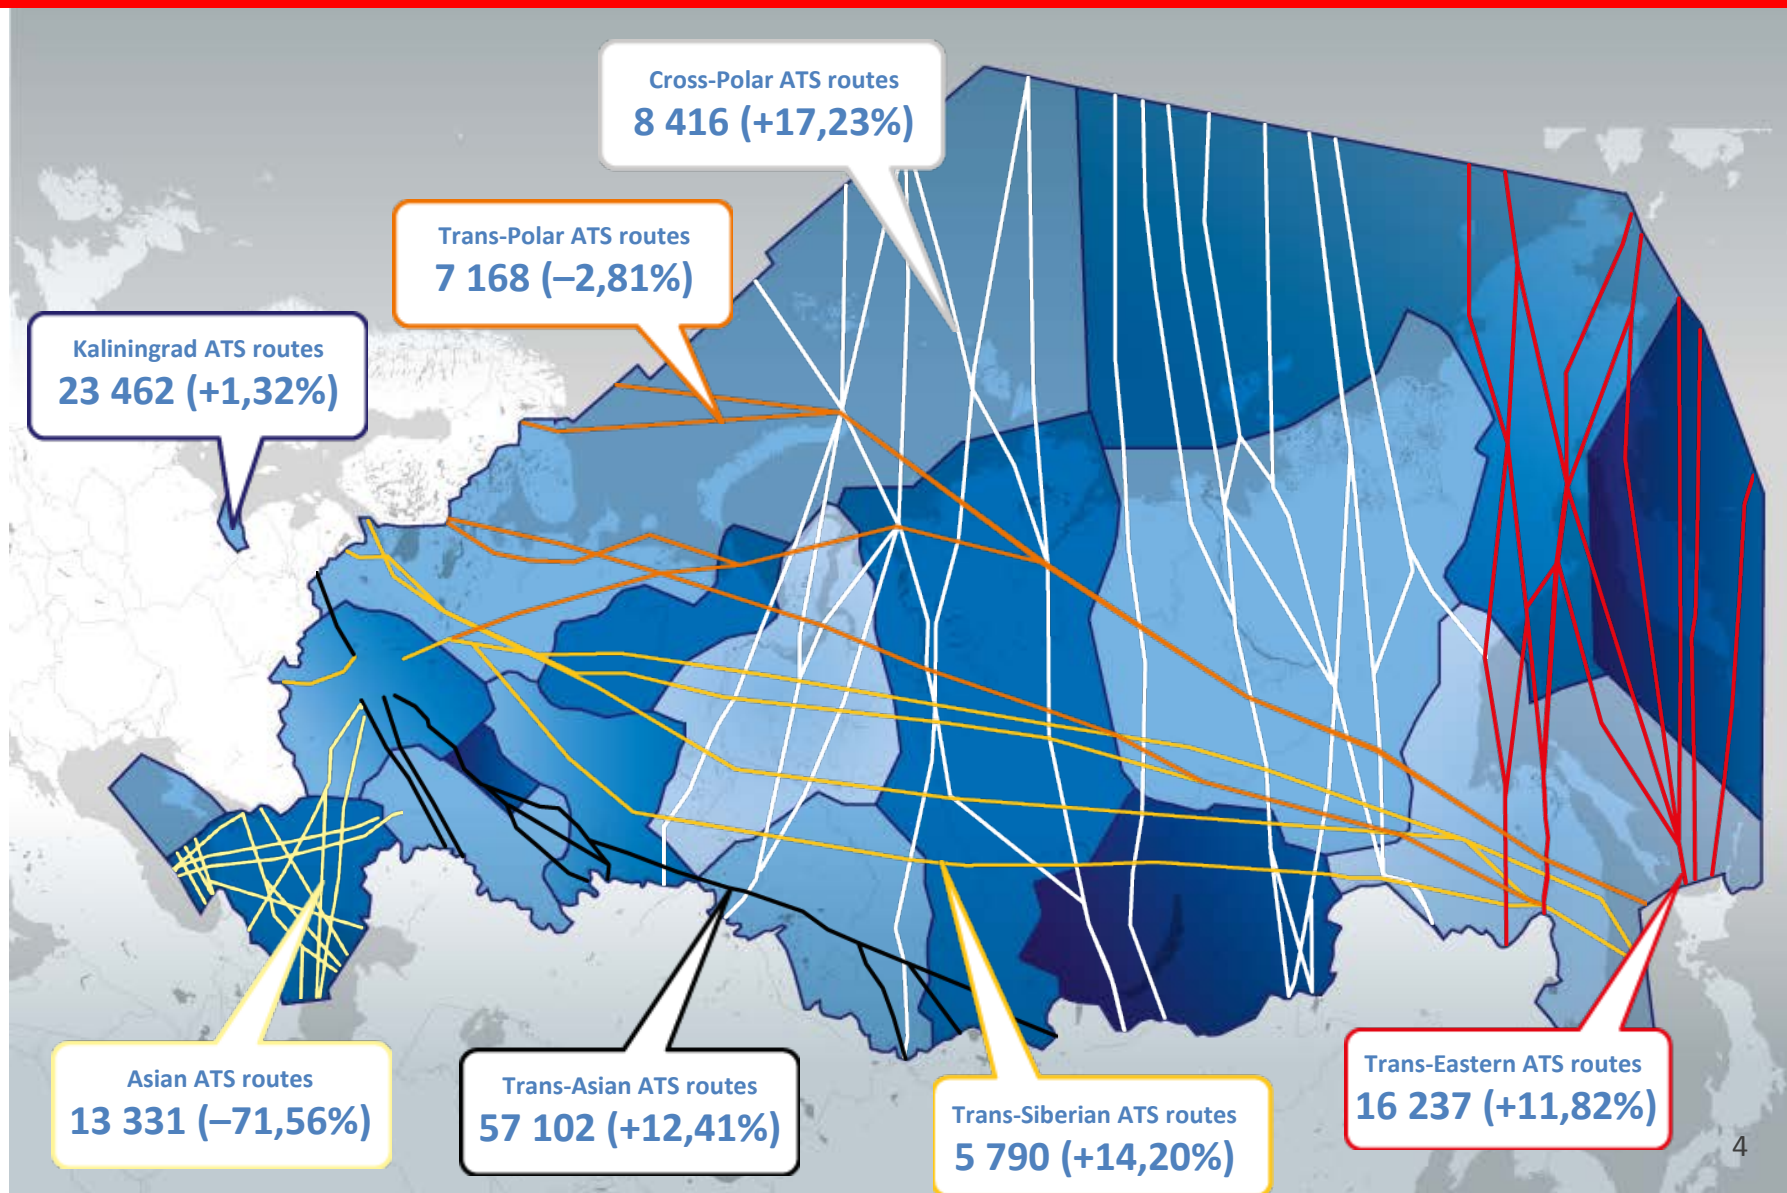 Cross-Polar ATS routes
8 416 (+17,23%)
Trans-Polar ATS routes
7 168 (–2,81%)
Kaliningrad ATS routes
23 462 (+1,32%)
Asian ATS routes
13 331 (–71,56%)
Trans-Asian ATS routes
57 102 (+12,41%)
Trans-Siberian ATS routes
5 790 (+14,20%)
Trans-Eastern ATS routes
16 237 (+11,82%)
4